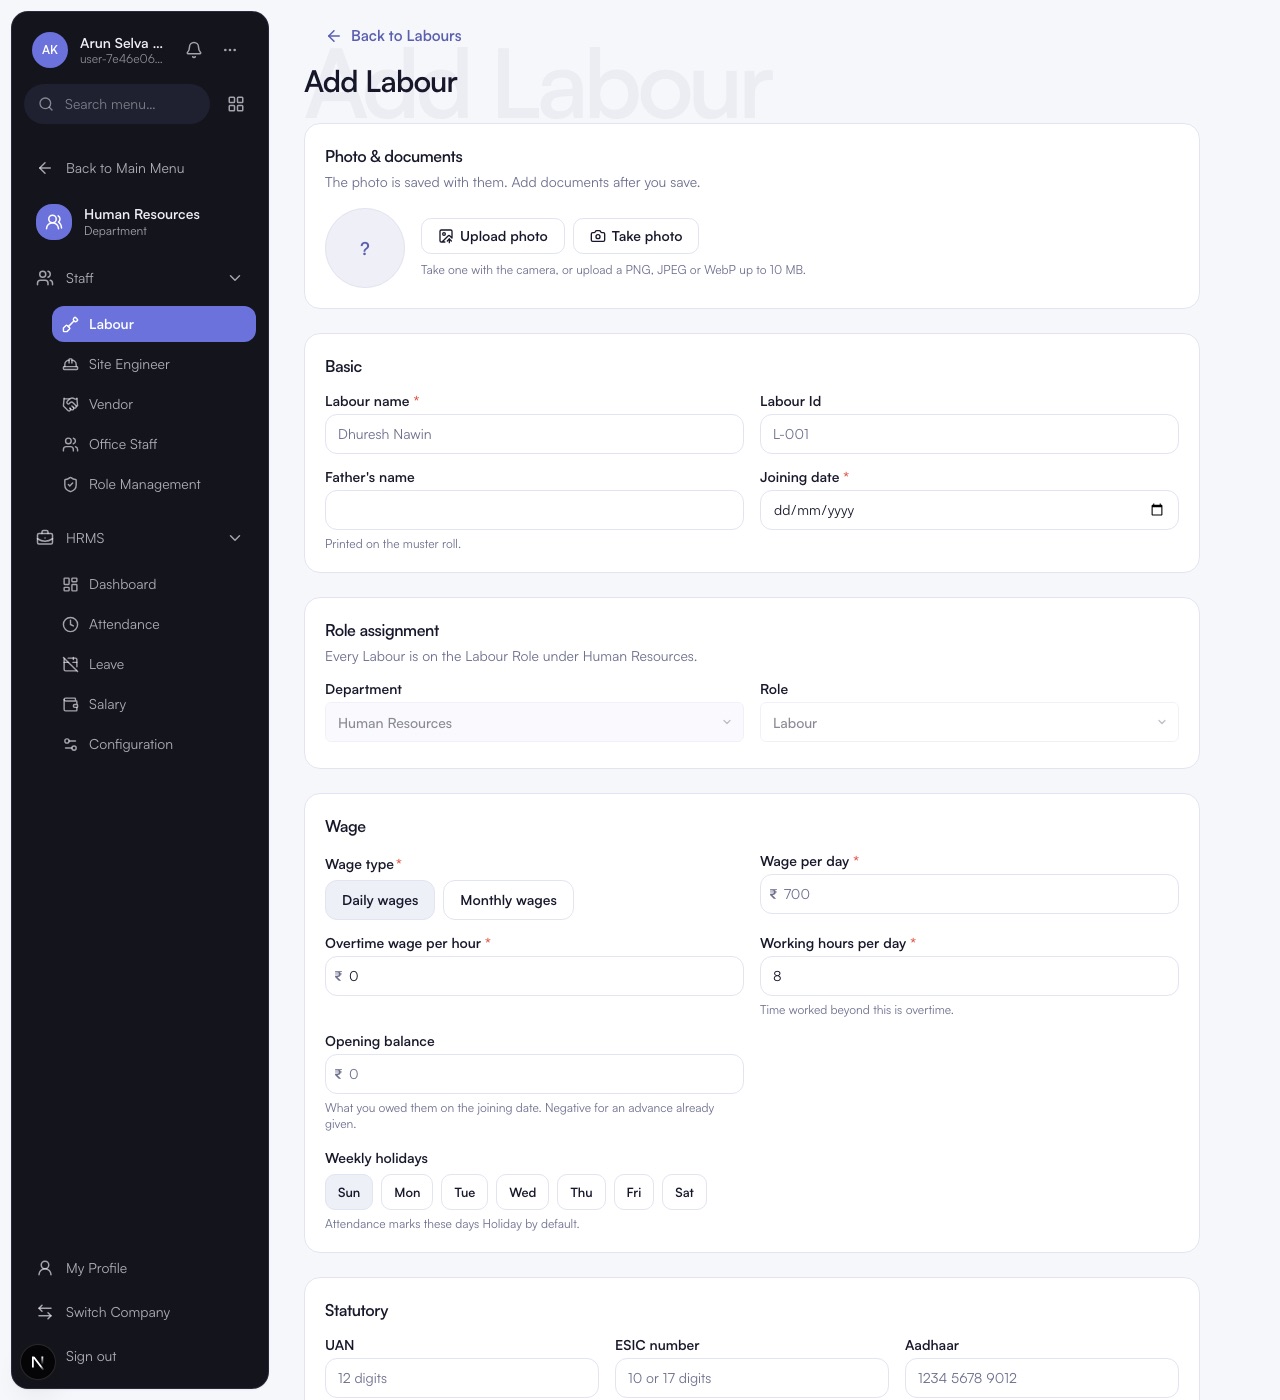 AK
Arun Selva ...
user-7e46e06...
Search menu...
Back to Main Menu
Human Resources
Department
Staff
Labour
Site Engineer
Vendor
Office Staff
Role Management
HRMS
Dashboard
Attendance
Leave
Salary
Configuration
My Profile
Switch Company
N
Sign out
Back to Labours
Add Labour
Add Labour
Photo & documents
The photo is saved with them. Add documents after you save.
?
Upload photo
Take photo
Take one with the camera, or upload a PNG, JPEG or WebP up to 10 MB.
Basic
Labour name *
Labour Id
Dhuresh Nawin
L-001
Father's name
Joining date *
dd/mm/yyyy
Printed on the muster roll.
Role assignment
Every Labour is on the Labour Role under Human Resources.
Department
Role
Human Resources
Labour
Wage
Wage type*
Wage per day *
Daily wages
Monthly wages
₹ 700
Overtime wage per hour *
Working hours per day *
₹ 0
8
Time worked beyond this is overtime.
Opening balance
₹ 0
What you owed them on the joining date. Negative for an advance already
given.
Weekly holidays
Sun Mon Tue Wed Thu Fri Sat
Attendance marks these days Holiday by default.
Statutory
UAN
ESIC number
Aadhaar
12 digits
10 or 17 digits
1234 5678 9012